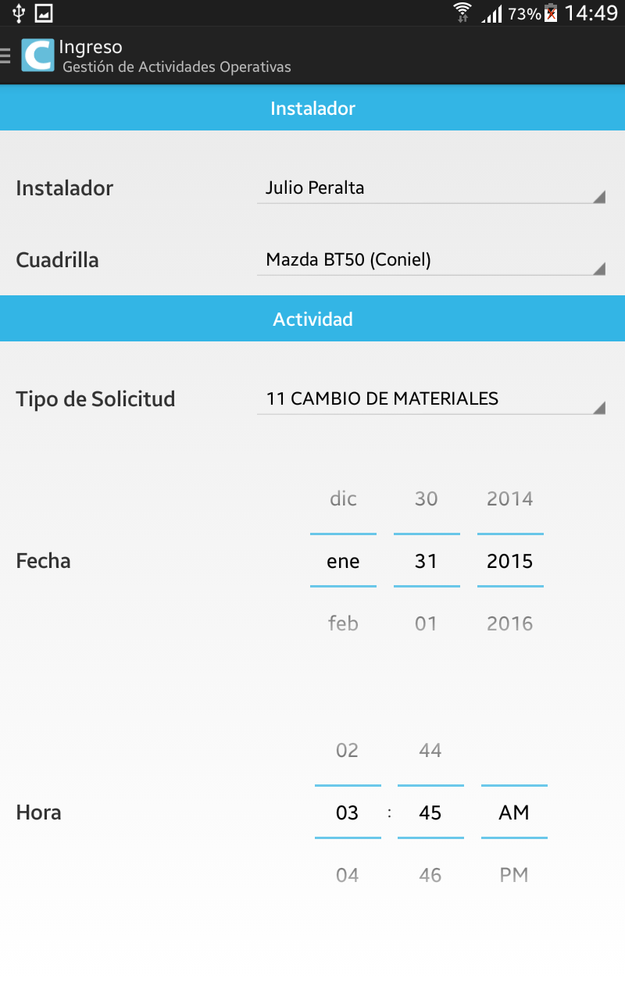 73% 14:49
C Ingreso
Gestión de Actividades Operativas
Instalador
Instalador Julio Peralta
Cuadrilla Mazda BT50 (Coniel)
Actividad
Tipo de Solicitud 11 CAMBIO DE MATERIALES
dic 30 2014
Fecha ene 31 2015
feb 01 2016
02 44
Hora 03 : 45 AM
04 46 PM